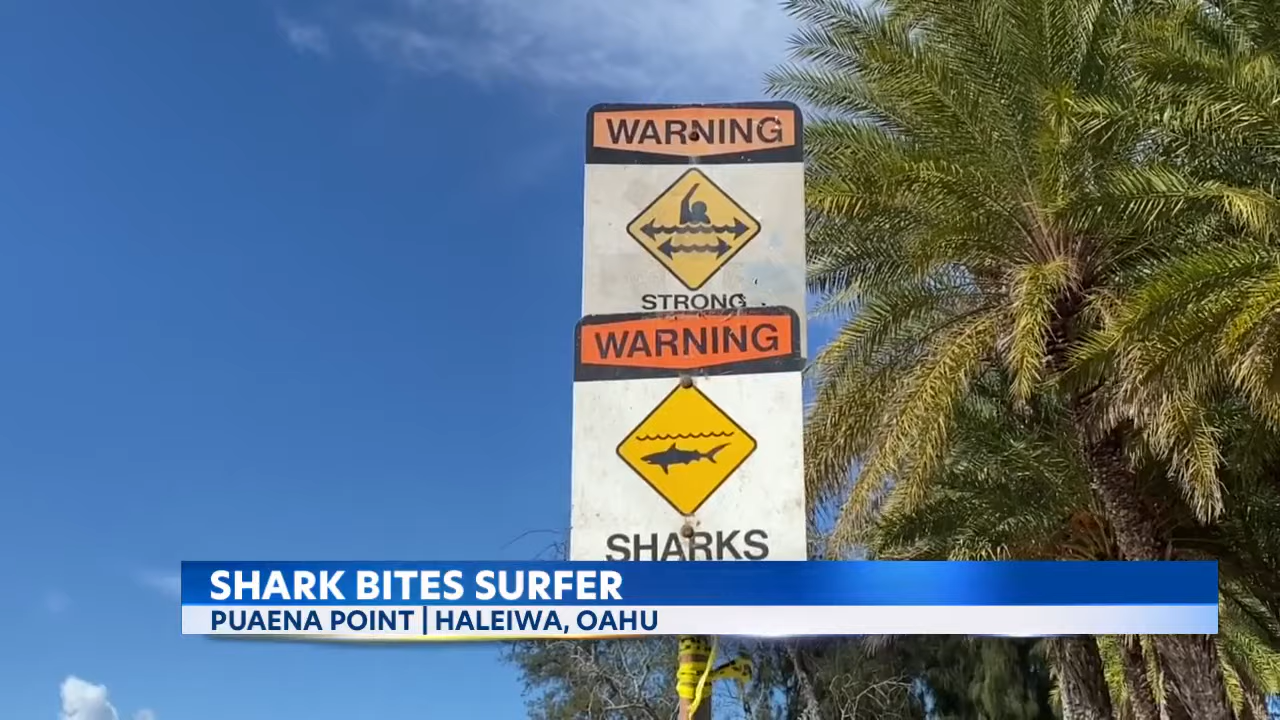 WARNING
STRONG
WARNING
SHARKS
SHARK BITES SURFER
PUAENA POINT | HALEIWA, OAHU